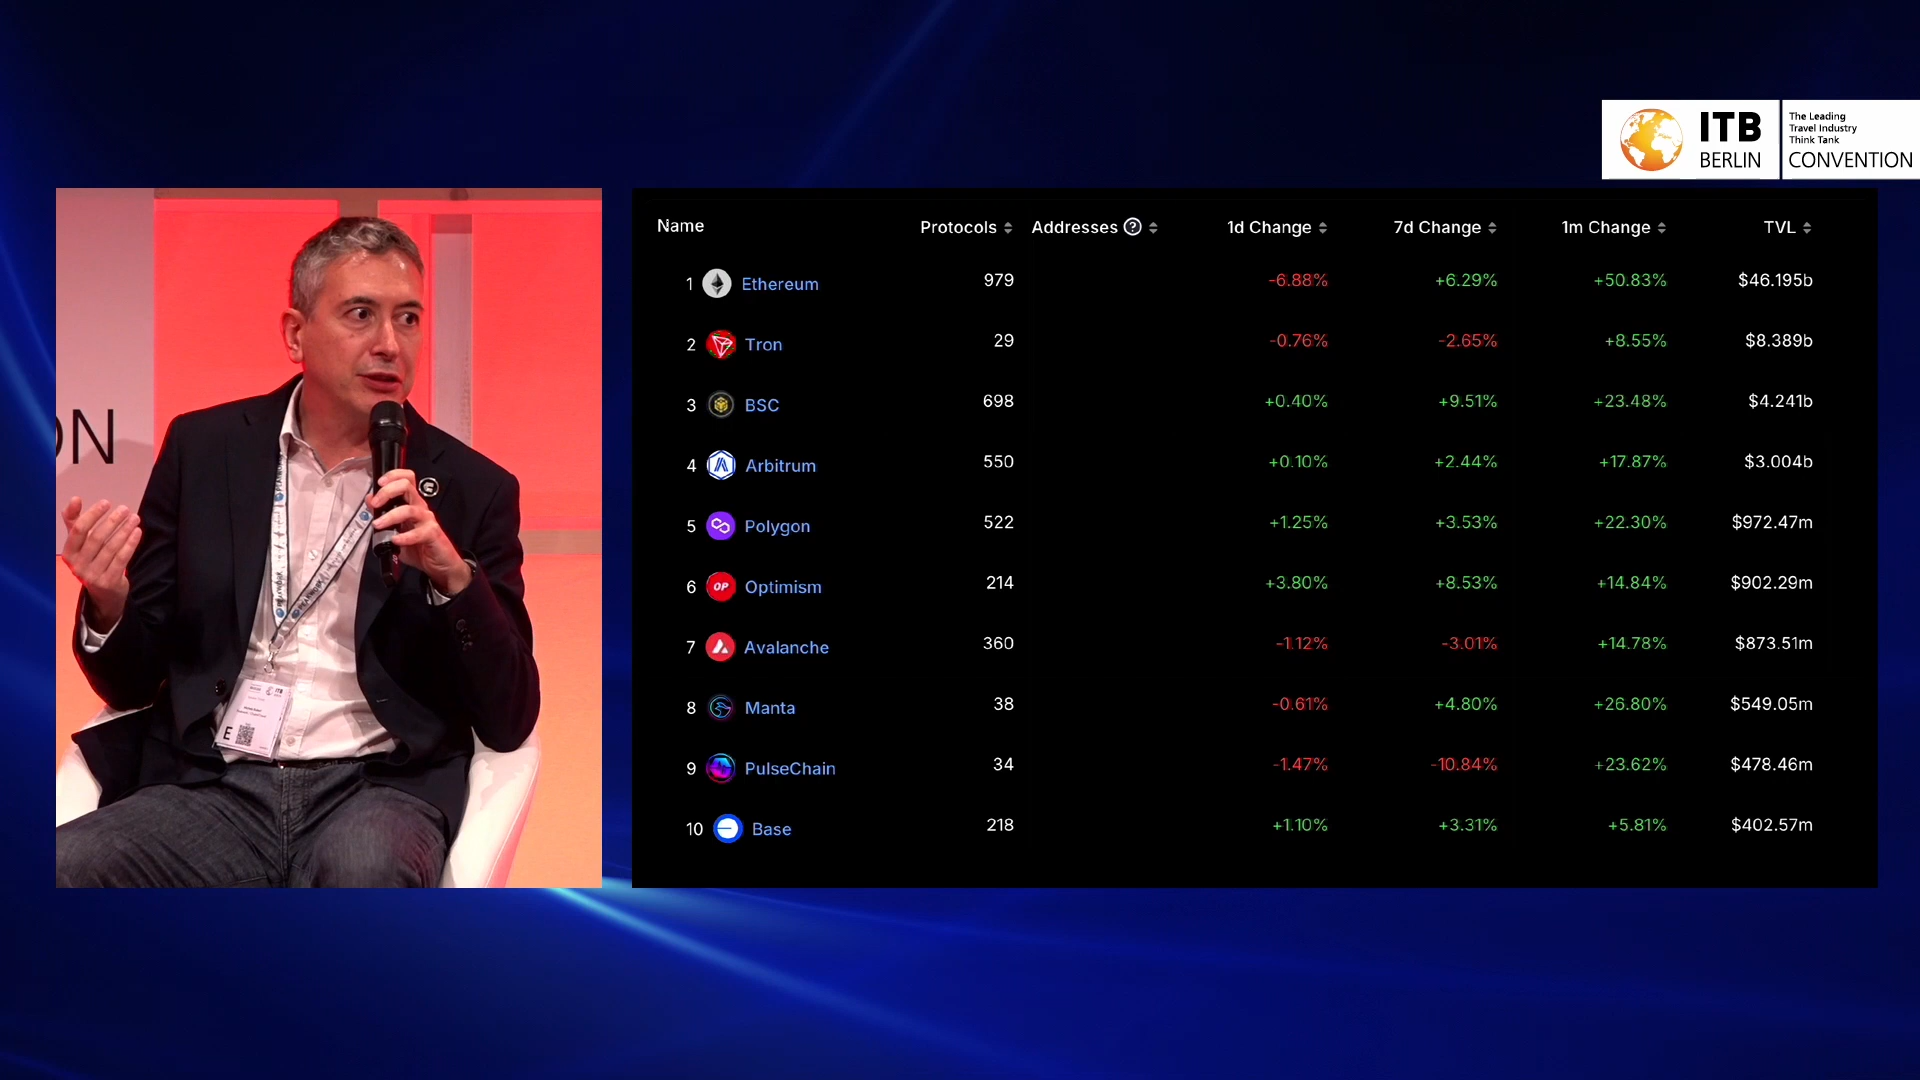 ITB
BERLIN
The Leading
Travel Industry
Think Tank
CONVENTION
ON
ITB
E
Name Protocols Addresses ? 1d Change 7d Change 1m Change TVL
1 Ethereum 979 -6.88% +6.29% +50.83% $46.195b
2 Tron 29 -0.76% -2.65% +8.55% $8.389b
3 BSC 698 +0.40% +9.51% +23.48% $4.241b
4 Arbitrum 550 +0.10% +2.44% +17.87% $3.004b
5 Polygon 522 +1.25% +3.53% +22.30% $972.47m
6 OP Optimism 214 +3.80% +8.53% +14.84% $902.29m
7 Avalanche 360 -1.12% -3.01% +14.78% $873.51m
8 Manta 38 -0.61% +4.80% +26.80% $549.05m
9 PulseChain 34 -1.47% -10.84% +23.62% $478.46m
10 Base 218 +1.10% +3.31% +5.81% $402.57m